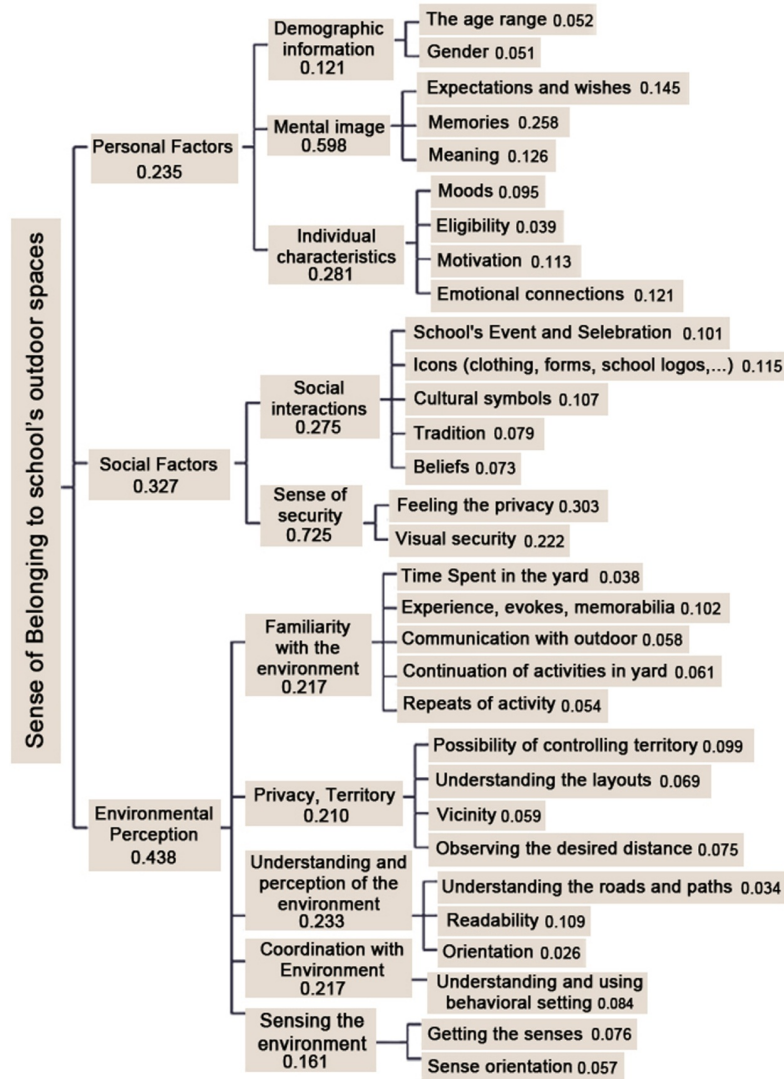 Sense of Belonging to school's outdoor spaces
Personal Factors
0.235
Demographic
information
0.121
The age range 0.052
Gender 0.051
Mental image
0.598
Expectations and wishes 0.145
Memories 0.258
Meaning 0.126
Individual
characteristics
0.281
Moods 0.095
Eligibility 0.039
Motivation 0.113
Emotional connections 0.121
Social Factors
0.327
Social
interactions
0.275
School's Event and Selebration 0.101
Icons (clothing, forms, school logos,...) 0.115
Cultural symbols 0.107
Tradition 0.079
Beliefs 0.073
Sense of
security
0.725
Feeling the privacy 0.303
Visual security 0.222
Environmental
Perception
0.438
Familiarity
with the
environment
0.217
Time Spent in the yard 0.038
Experience, evokes, memorabilia 0.102
Communication with outdoor 0.058
Continuation of activities in yard 0.061
Repeats of activity 0.054
Privacy, Territory
0.210
Possibility of controlling territory 0.099
Understanding the layouts 0.069
Vicinity 0.059
Observing the desired distance 0.075
Understanding and
perception of the
environment
0.233
Understanding the roads and paths 0.034
Readability 0.109
Orientation 0.026
Coordination with
Environment
0.217
Understanding and using
behavioral setting 0.084
Sensing the
environment
0.161
Getting the senses 0.076
Sense orientation 0.057